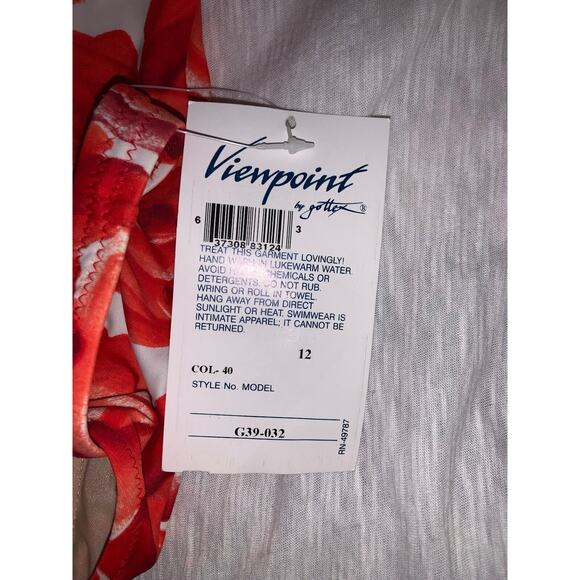 Viewpoint
by gottex ®
6 37308 83124 3
TREAT THIS GARMENT LOVINGLY!
HAND WASH IN LUKEWARM WATER.
AVOID CHEMICALS OR
DETERGENTS. DO NOT RUB,
WRING OR ROLL IN TOWEL.
HANG AWAY FROM DIRECT
SUNLIGHT OR HEAT. SWIMWEAR IS
INTIMATE APPAREL; IT CANNOT BE
RETURNED.
12
COL- 40
STYLE No. MODEL
G39-032
RN-49787